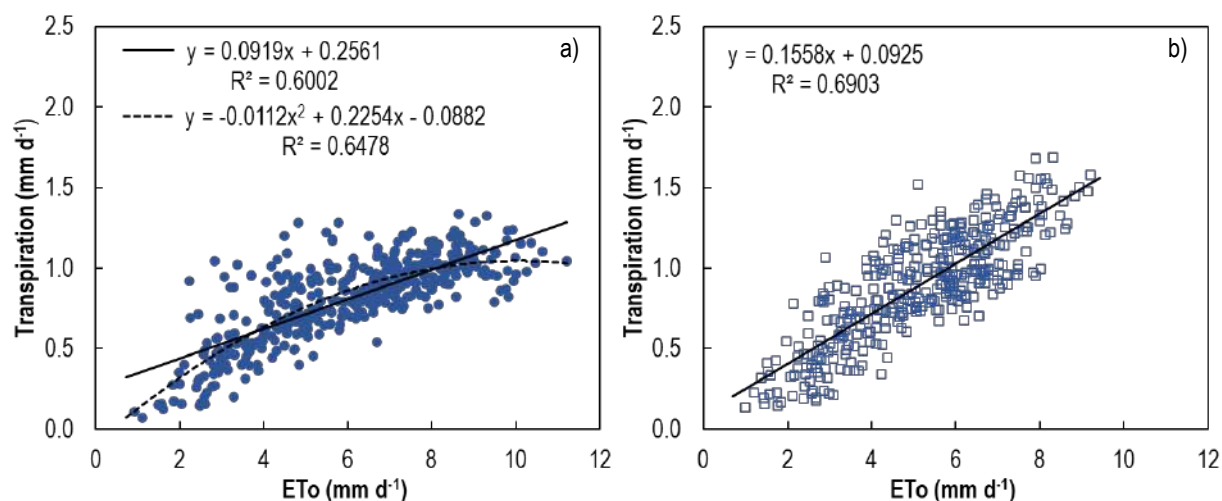 a)
y = 0.0919x + 0.2561
R² = 0.6002
y = -0.0112x² + 0.2254x - 0.0882
R² = 0.6478
Transpiration (mm d⁻¹)
2.5
2.0
1.5
1.0
0.5
0.0
0 2 4 6 8 10 12
ETo (mm d⁻¹)
b)
y = 0.1558x + 0.0925
R² = 0.6903
Transpiration (mm d⁻¹)
2.5
2.0
1.5
1.0
0.5
0.0
0 2 4 6 8 10 12
ETo (mm d⁻¹)